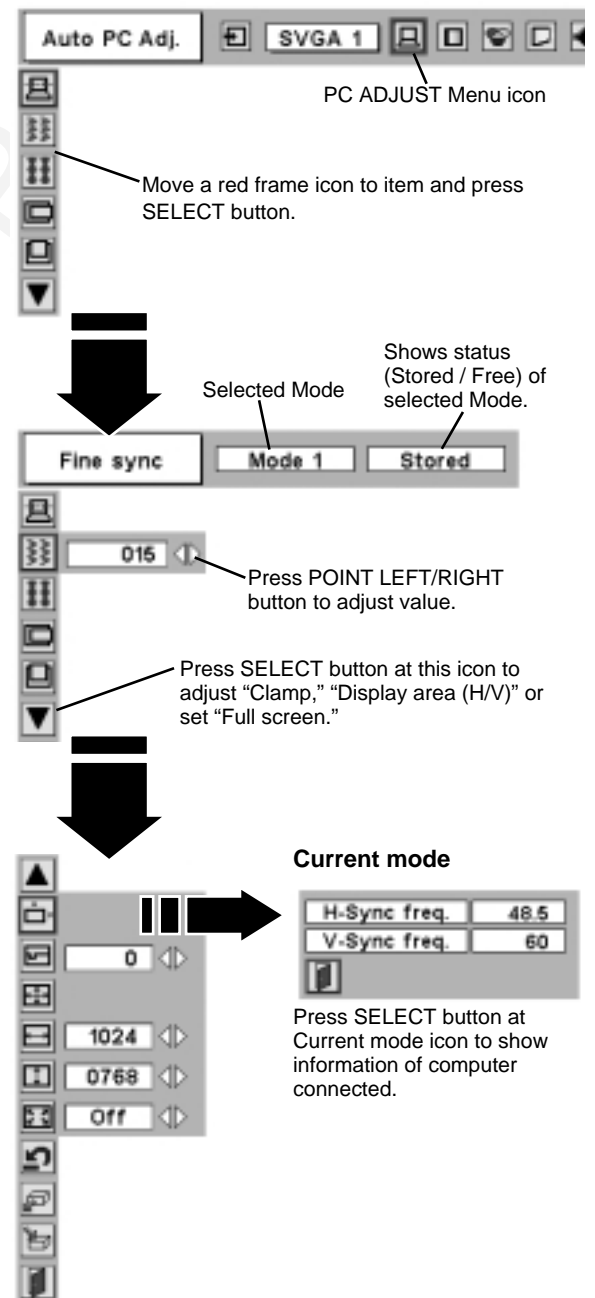 Auto PC Adj.
SVGA 1
PC ADJUST Menu icon
Move a red frame icon to item and press
SELECT button.
Shows status
(Stored / Free) of
selected Mode.
Selected Mode
Fine sync
Mode 1
Stored
015
Press POINT LEFT/RIGHT
button to adjust value.
Press SELECT button at this icon to
adjust “Clamp,” “Display area (H/V)” or
set “Full screen.”
Current mode
H-Sync freq. 48.5
V-Sync freq. 60
0
1024
0768
Off
Press SELECT button at
Current mode icon to show
information of computer
connected.